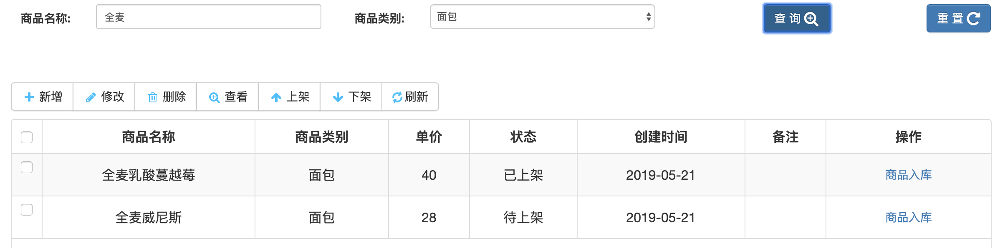 商品名称: 全麦 商品类别: 面包 查 询 重 置
新增 修改 删除 查看 上架 下架 刷新
商品名称 商品类别 单价 状态 创建时间 备注 操作
全麦乳酸蔓越莓 面包 40 已上架 2019-05-21 商品入库
全麦威尼斯 面包 28 待上架 2019-05-21 商品入库